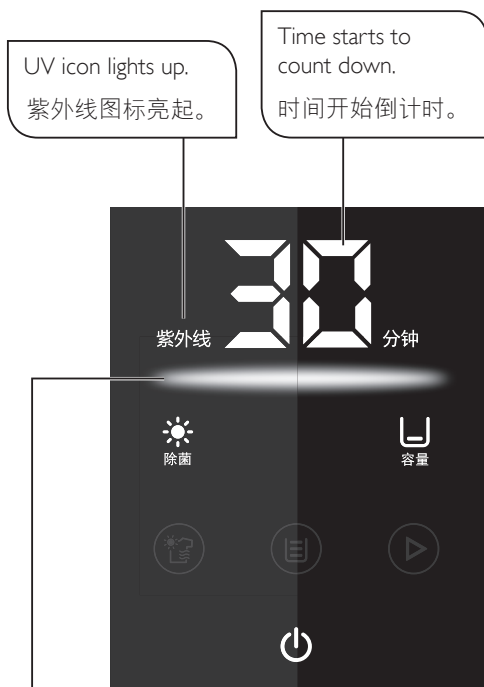 UV icon lights up.
紫外线图标亮起。
Time starts to
count down.
时间开始倒计时。
30
紫外线
分钟
除菌
容量